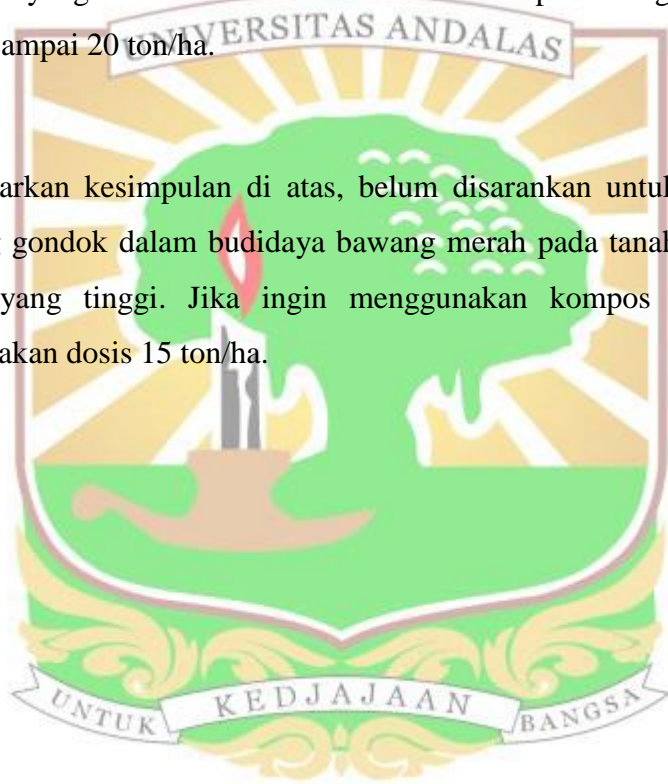 UNIVERSITAS ANDALAS
ampai 20 ton/ha.
arkan kesimpulan di atas, belum disarankan untuk
gondok dalam budidaya bawang merah pada tanah
yang tinggi. Jika ingin menggunakan kompos
akan dosis 15 ton/ha.
UNTUK KEDJAJAAN BANGSA